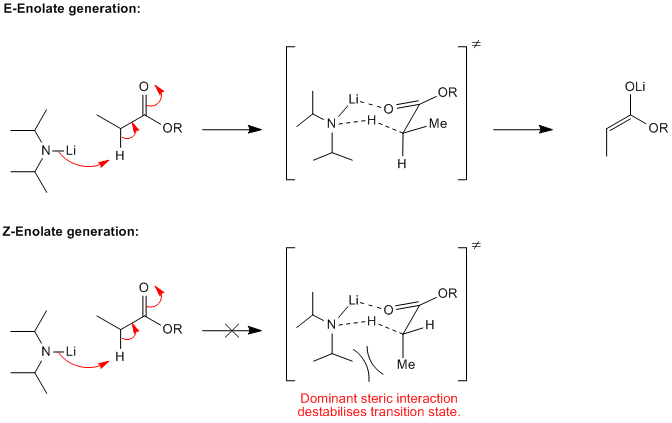 E-Enolate generation:
O
OR
H
N
Li
Li
O
OR
N
H
Me
H
≠
OLi
OR
Z-Enolate generation:
O
OR
H
N
Li
Li
O
OR
N
H
H
Me
≠
Dominant steric interaction
destabilises transition state.